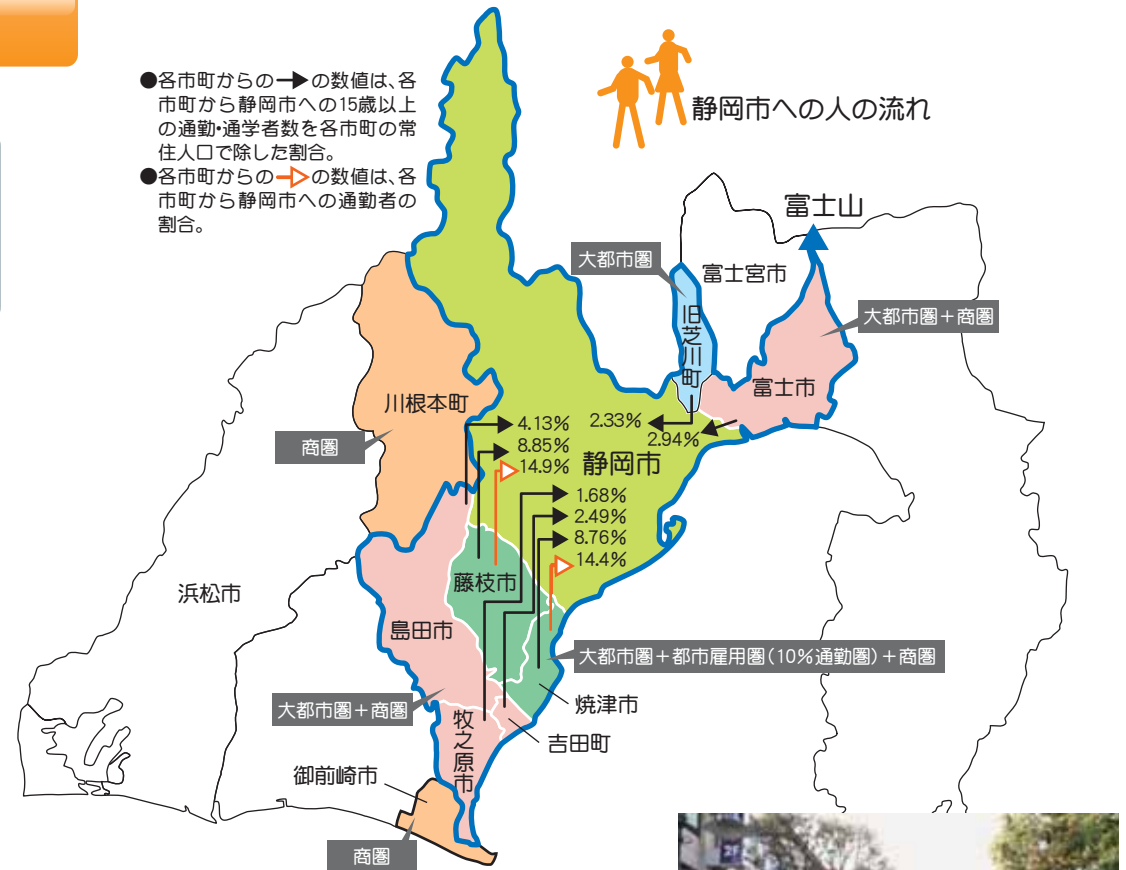 ●各市町からの→の数値は、各
市町から静岡市への15歳以上
の通勤・通学者数を各市町の常
住人口で除した割合。
●各市町からの→の数値は、各
市町から静岡市への通勤者の
割合。
静岡市への人の流れ
富士山
大都市圏
富士宮市
旧芝川町
大都市圏＋商圏
富士市
川根本町
商圏
4.13%
8.85%
14.9%
2.33%
2.94%
静岡市
1.68%
2.49%
8.76%
14.4%
藤枝市
浜松市
島田市
大都市圏＋都市雇用圏（10%通勤圏）＋商圏
焼津市
大都市圏＋商圏
牧之原市
吉田町
御前崎市
商圏
2F